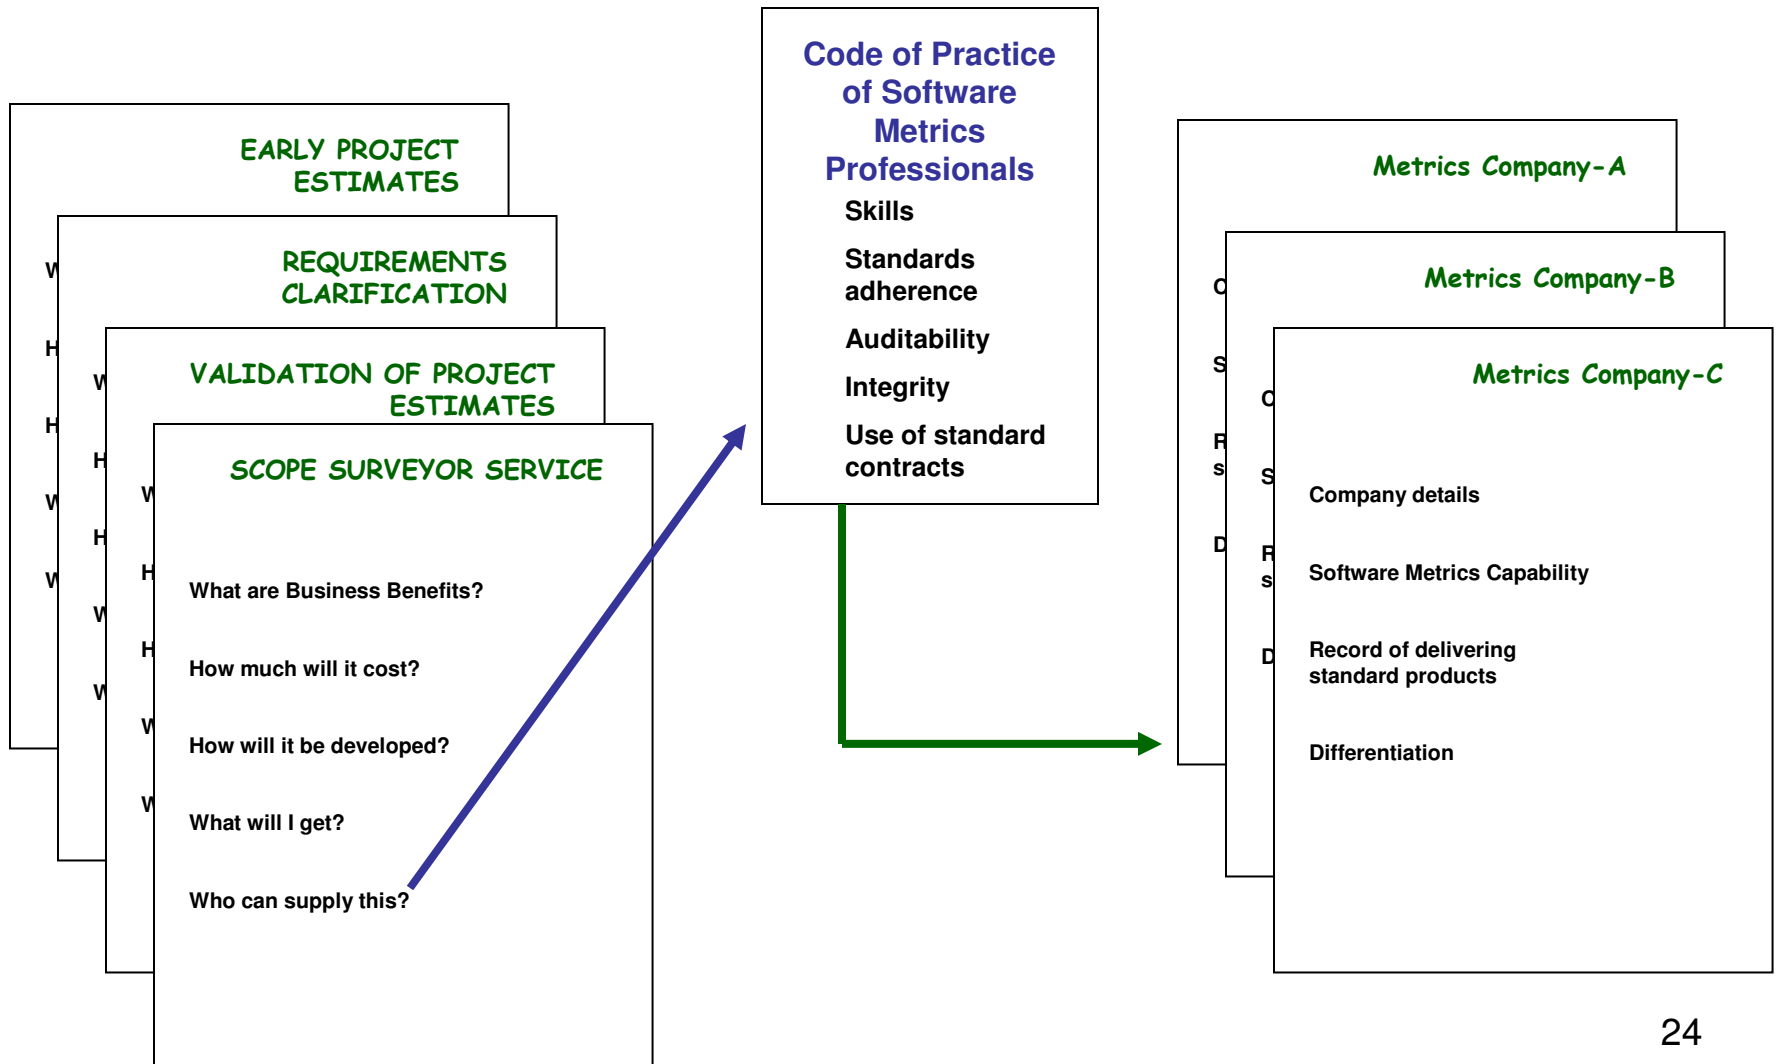 EARLY PROJECT
ESTIMATES
REQUIREMENTS
CLARIFICATION
VALIDATION OF PROJECT
ESTIMATES
SCOPE SURVEYOR SERVICE
What are Business Benefits?
How much will it cost?
How will it be developed?
What will I get?
Who can supply this?
Code of Practice
of Software
Metrics
Professionals
Skills
Standards
adherence
Auditability
Integrity
Use of standard
contracts
Metrics Company-A
Metrics Company-B
Metrics Company-C
Company details
Software Metrics Capability
Record of delivering
standard products
Differentiation
24